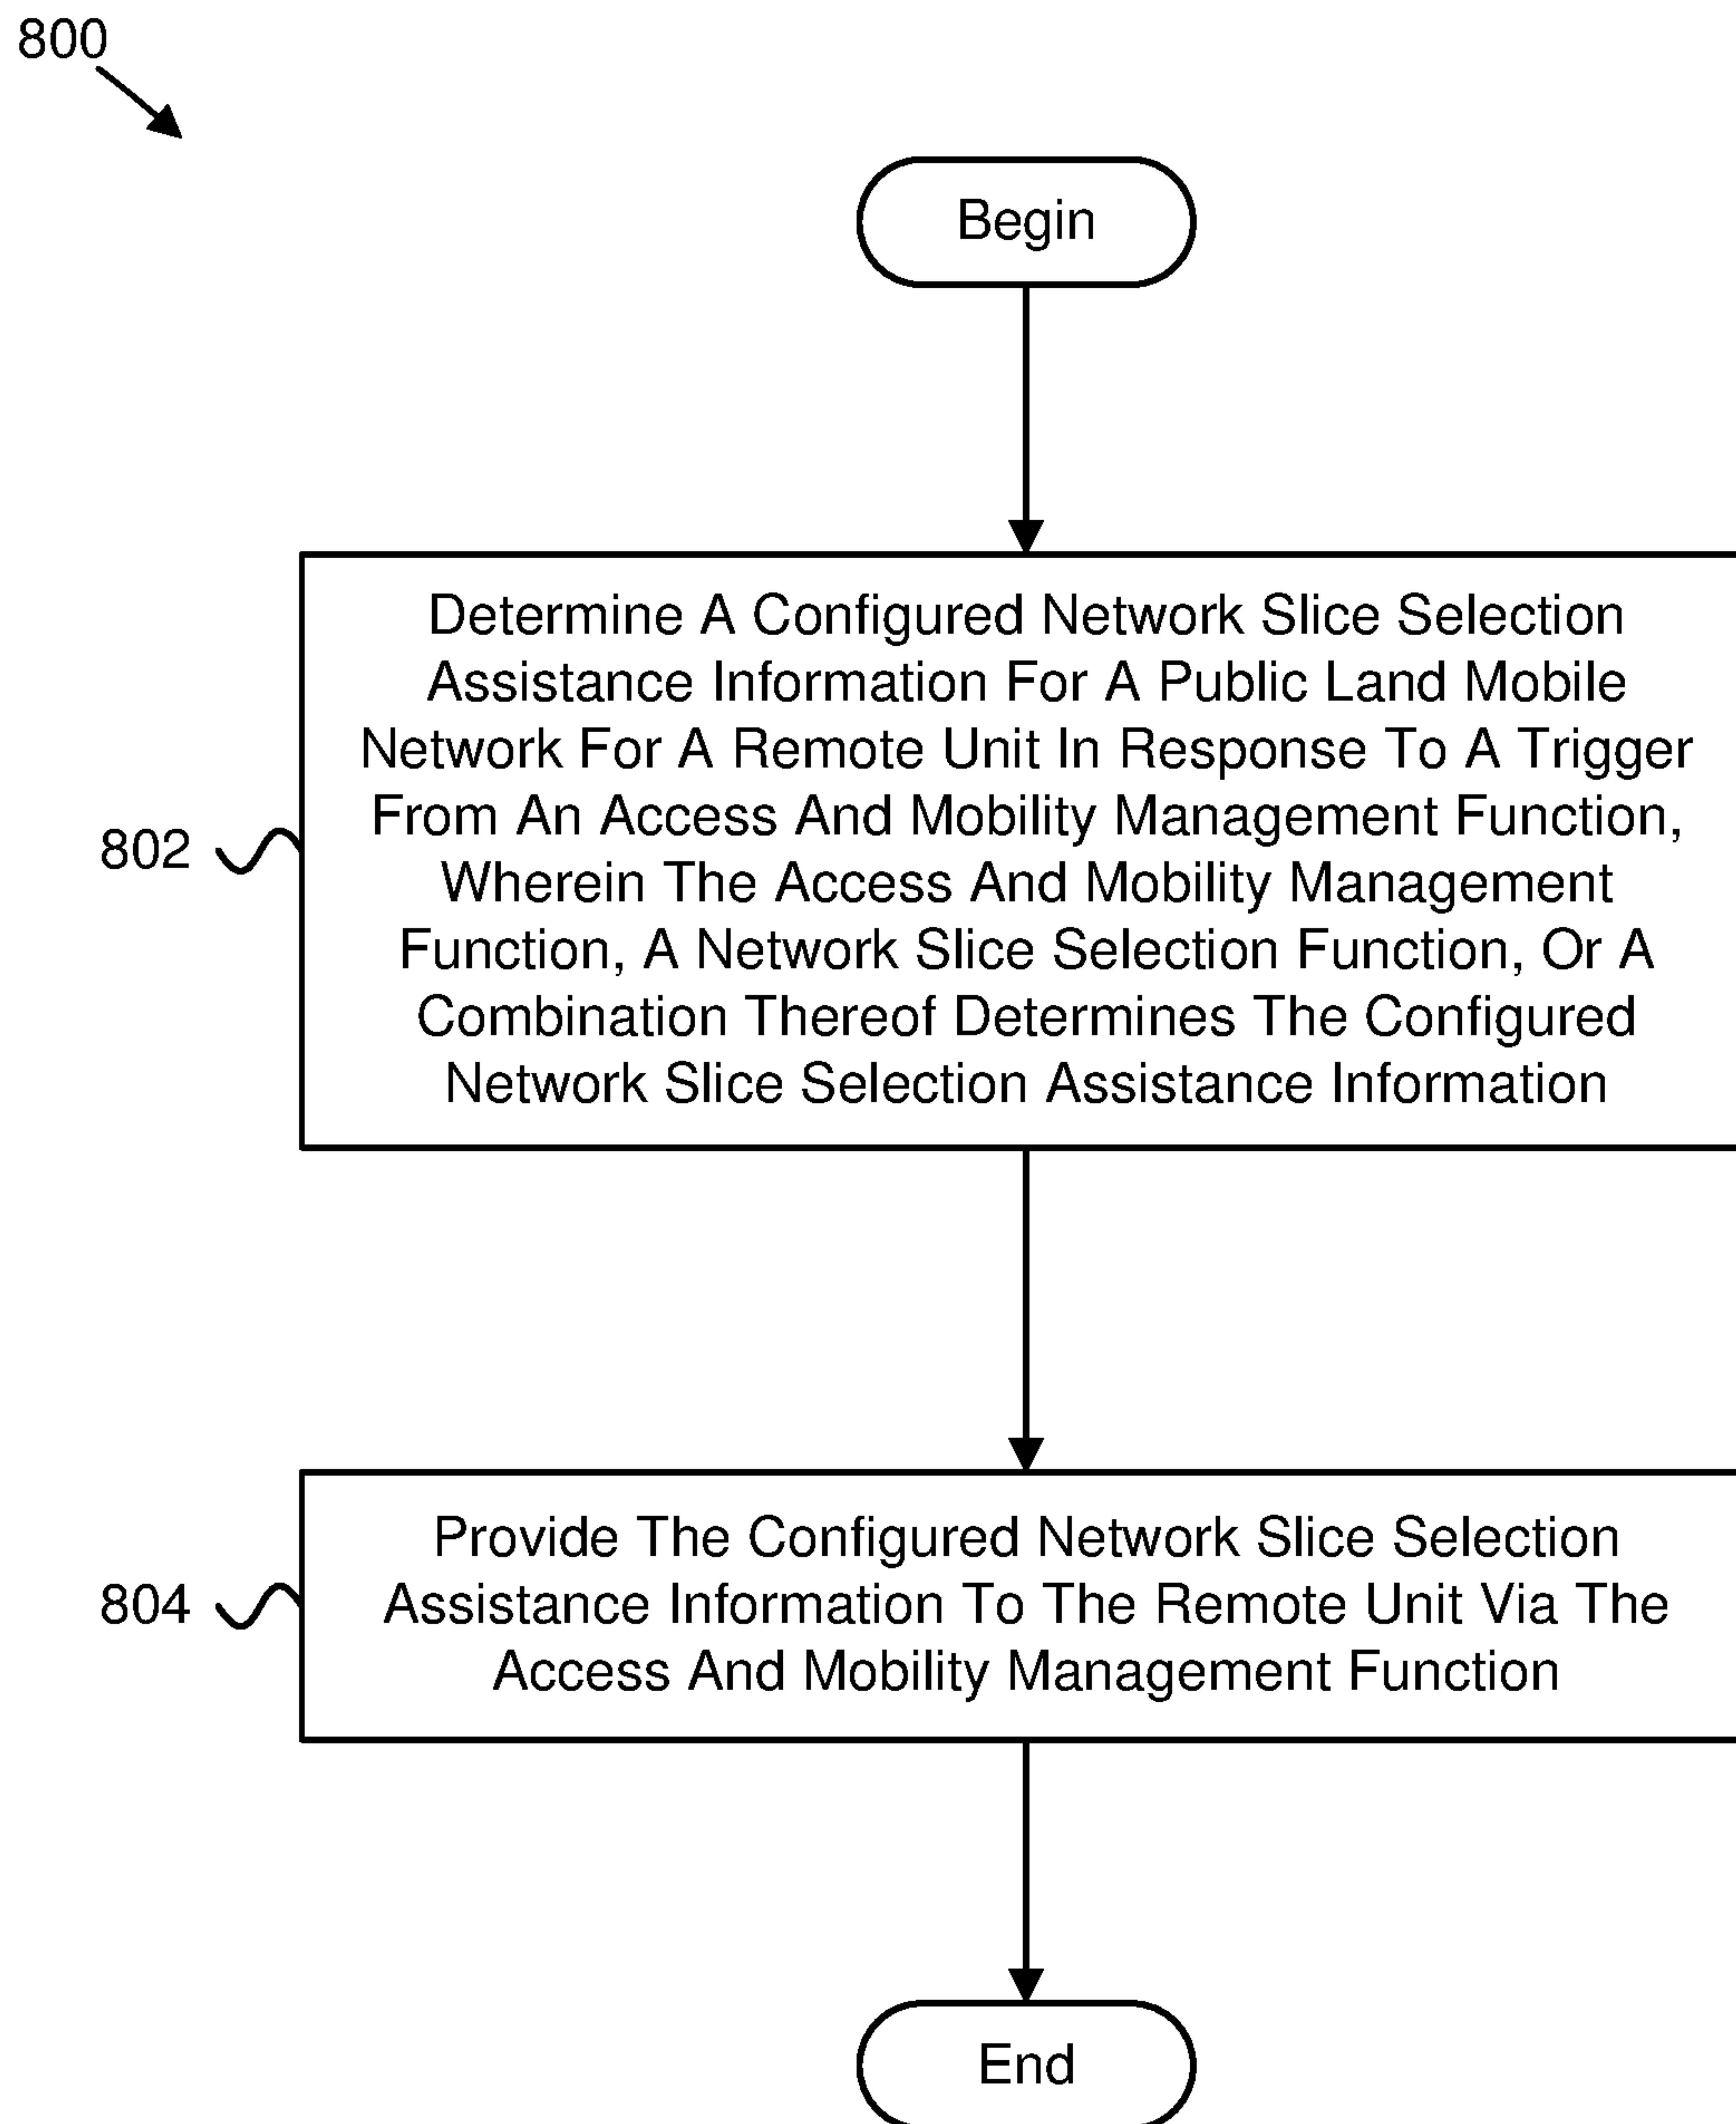 800
Begin
Determine A Configured Network Slice Selection
Assistance Information For A Public Land Mobile
Network For A Remote Unit In Response To A Trigger
From An Access And Mobility Management Function,
Wherein The Access And Mobility Management
Function, A Network Slice Selection Function, Or A
Combination Thereof Determines The Configured
Network Slice Selection Assistance Information
802
Provide The Configured Network Slice Selection
Assistance Information To The Remote Unit Via The
Access And Mobility Management Function
804
End